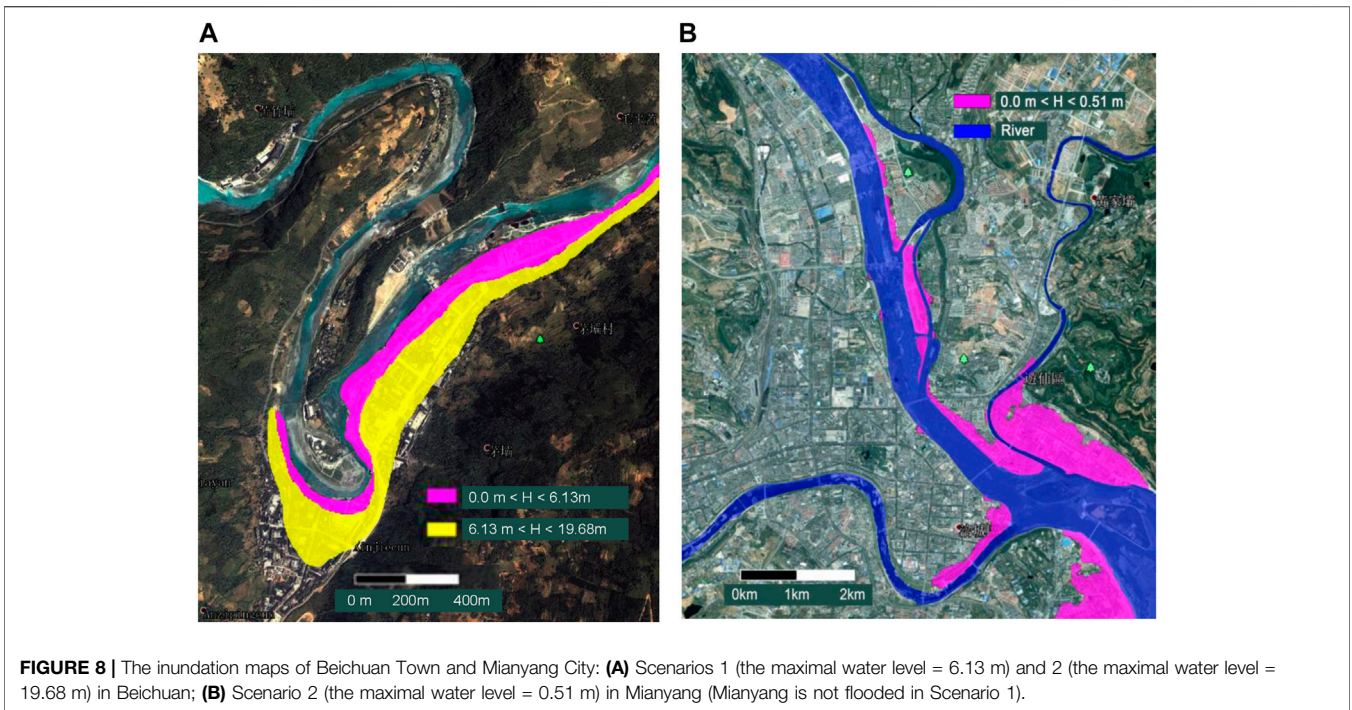 A
B
0.0 m < H < 0.51 m
River
0.0 m < H < 6.13m
6.13 m < H < 19.68m
Xinjiecun
0 m 200m 400m
0km 1km 2km
FIGURE 8 | The inundation maps of Beichuan Town and Mianyang City: (A) Scenarios 1 (the maximal water level = 6.13 m) and 2 (the maximal water level =
19.68 m) in Beichuan; (B) Scenario 2 (the maximal water level = 0.51 m) in Mianyang (Mianyang is not flooded in Scenario 1).